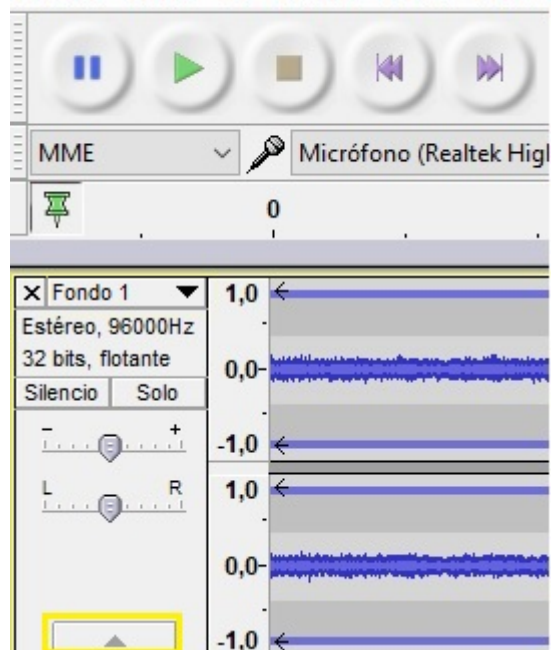 MME Micrófono (Realtek Higl
0
X Fondo 1
Estéreo, 96000Hz
32 bits, flotante
Silencio Solo
- +
L R
1,0
0,0-
-1,0
1,0
0,0-
-1,0